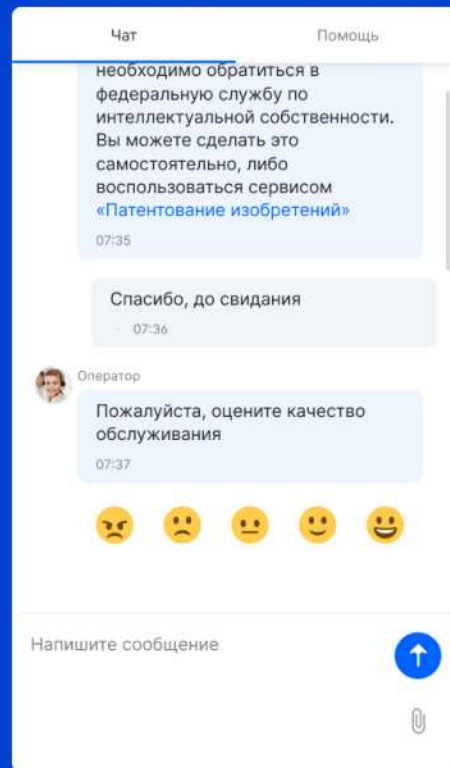 Чат
Помощь
необходимо обратиться в
федеральную службу по
интеллектуальной собственности.
Вы можете сделать это
самостоятельно, либо
воспользоваться сервисом
«Патентование изобретений»
07:35
Спасибо, до свидания
07:36
Оператор
Пожалуйста, оцените качество
обслуживания
07:37
Напишите сообщение